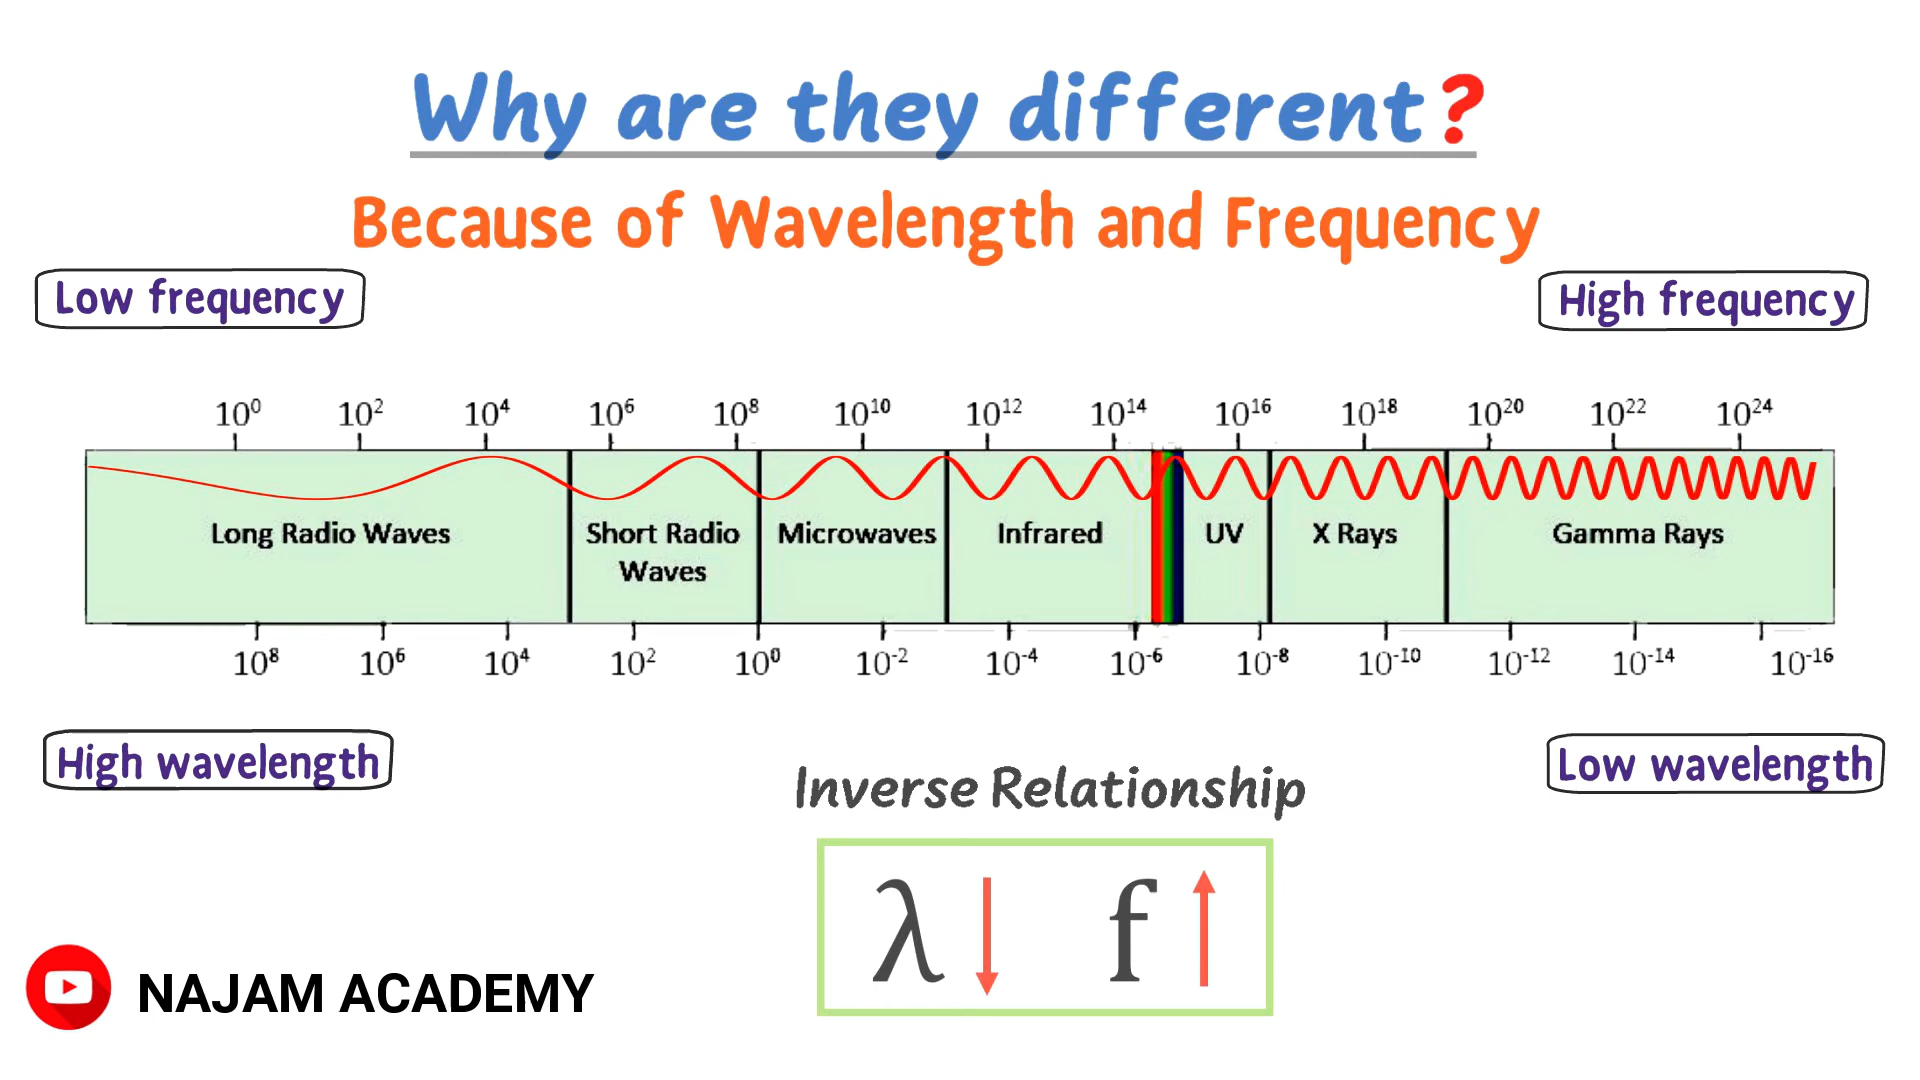 Why are they different?
Because of Wavelength and Frequency
Low frequency
High frequency
10⁰ 10² 10⁴ 10⁶ 10⁸ 10¹⁰ 10¹² 10¹⁴ 10¹⁶ 10¹⁸ 10²⁰ 10²² 10²⁴
Long Radio Waves
Short Radio
Waves
Microwaves
Infrared
UV
X Rays
Gamma Rays
10⁸ 10⁶ 10⁴ 10² 10⁰ 10⁻² 10⁻⁴ 10⁻⁶ 10⁻⁸ 10⁻¹⁰ 10⁻¹² 10⁻¹⁴ 10⁻¹⁶
High wavelength
Low wavelength
Inverse Relationship
λ ↓ f ↑
NAJAM ACADEMY